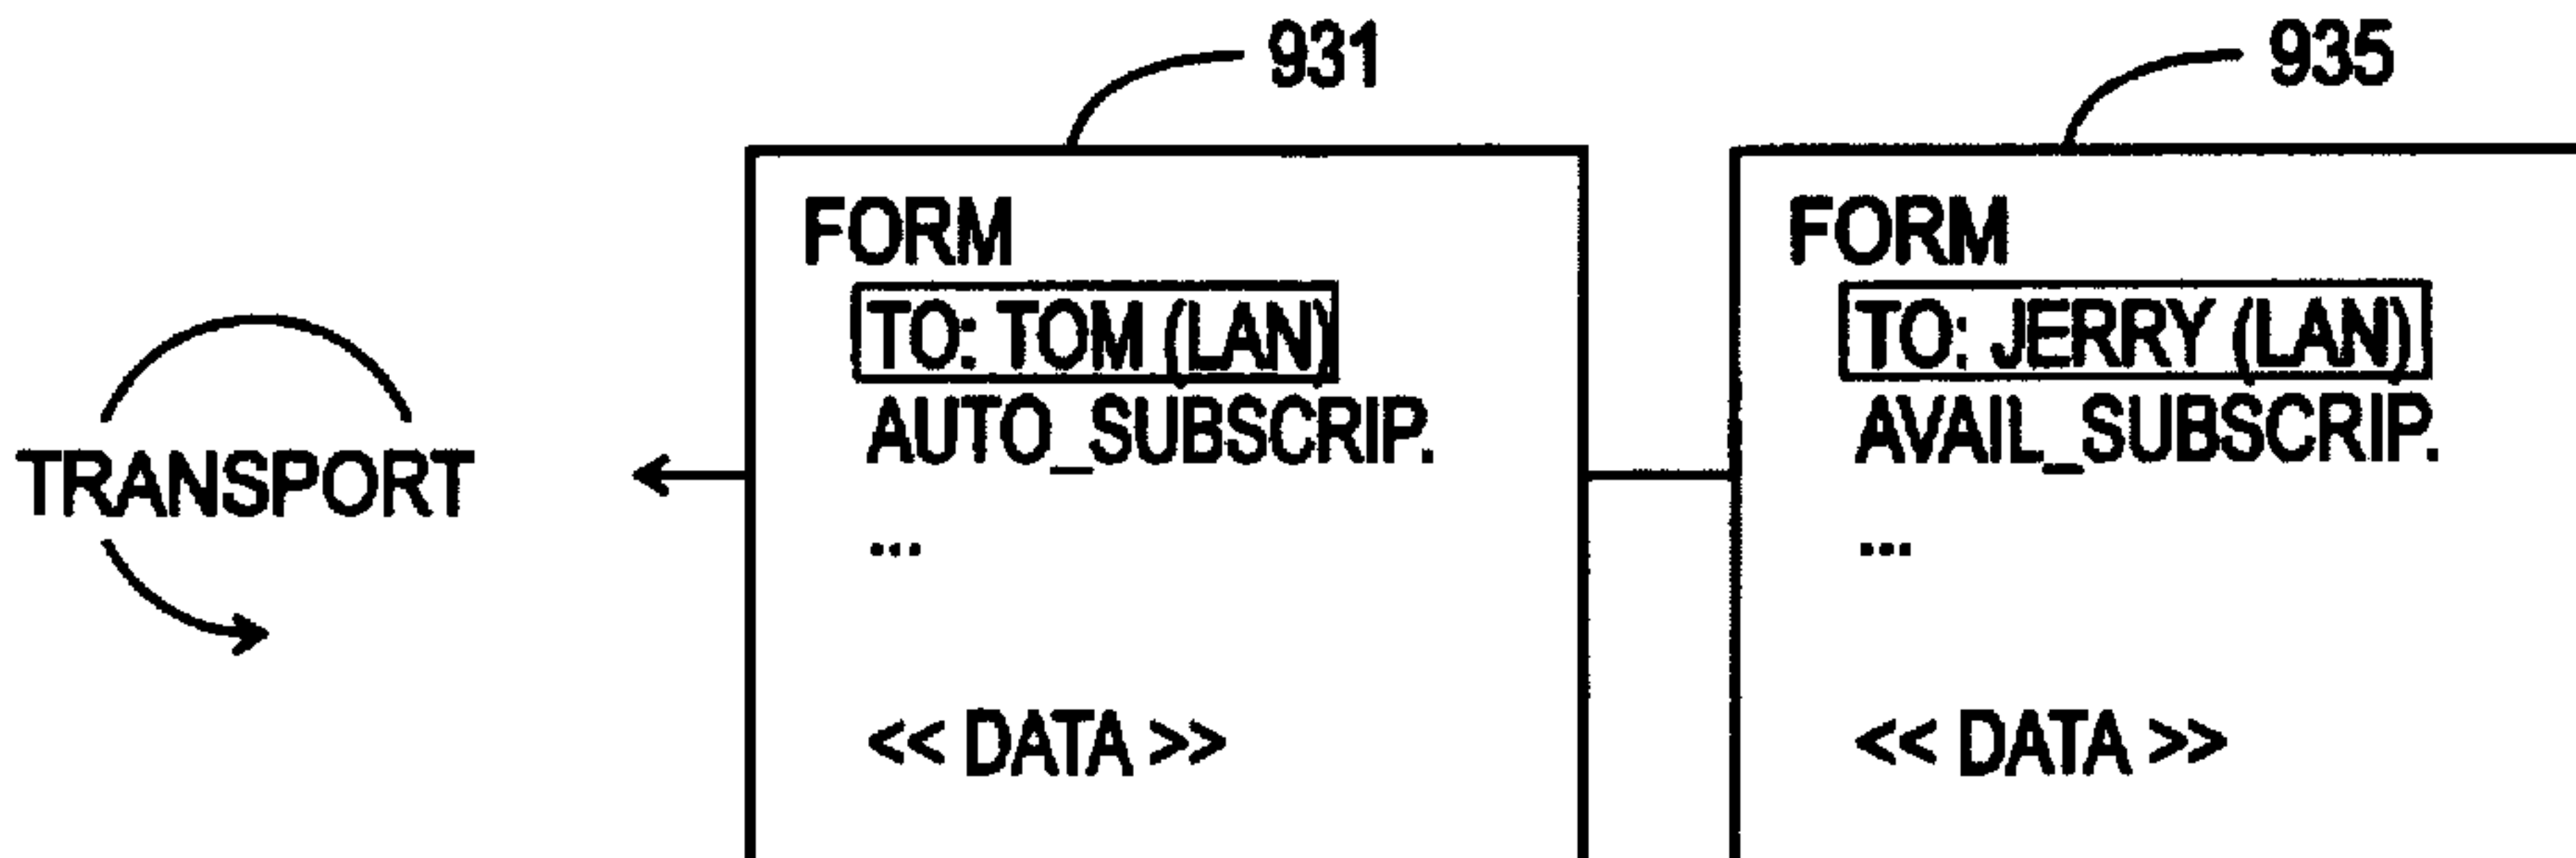 931
935
TRANSPORT
FORM
TO: TOM (LAN)
AUTO_SUBSCRIP.
...
<< DATA >>
FORM
TO: JERRY (LAN)
AVAIL_SUBSCRIP.
...
<< DATA >>